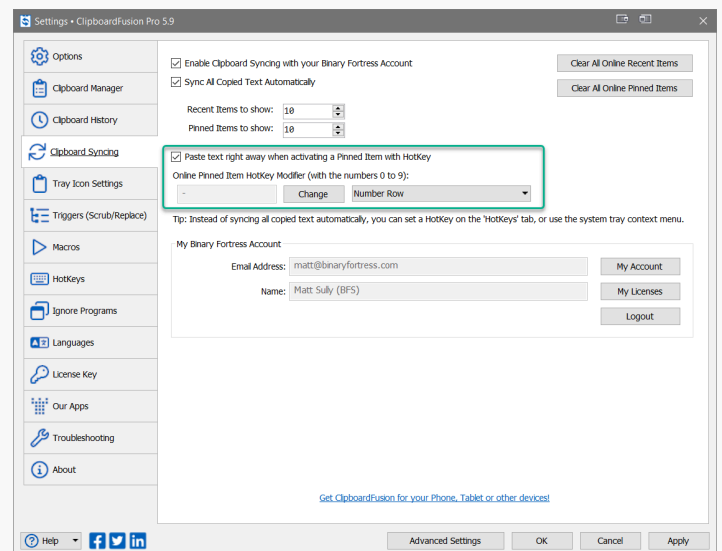 Settings • ClipboardFusion Pro 5.9
Options
Clipboard Manager
Clipboard History
Clipboard Syncing
Tray Icon Settings
Triggers (Scrub/Replace)
Macros
HotKeys
Ignore Programs
Languages
License Key
Our Apps
Troubleshooting
About
Enable Clipboard Syncing with your Binary Fortress Account
Clear All Online Recent Items
Sync All Copied Text Automatically
Clear All Online Pinned Items
Recent Items to show: 10
Pinned Items to show: 10
Paste text right away when activating a Pinned Item with HotKey
Online Pinned Item HotKey Modifier (with the numbers 0 to 9):
- Change Number Row
Tip: Instead of syncing all copied text automatically, you can set a HotKey on the 'HotKeys' tab, or use the system tray context menu.
My Binary Fortress Account
Email Address: matt@binaryfortress.com My Account
Name: Matt Sully (BFS) My Licenses
Logout
Get ClipboardFusion for your Phone, Tablet or other devices!
Help Advanced Settings OK Cancel Apply